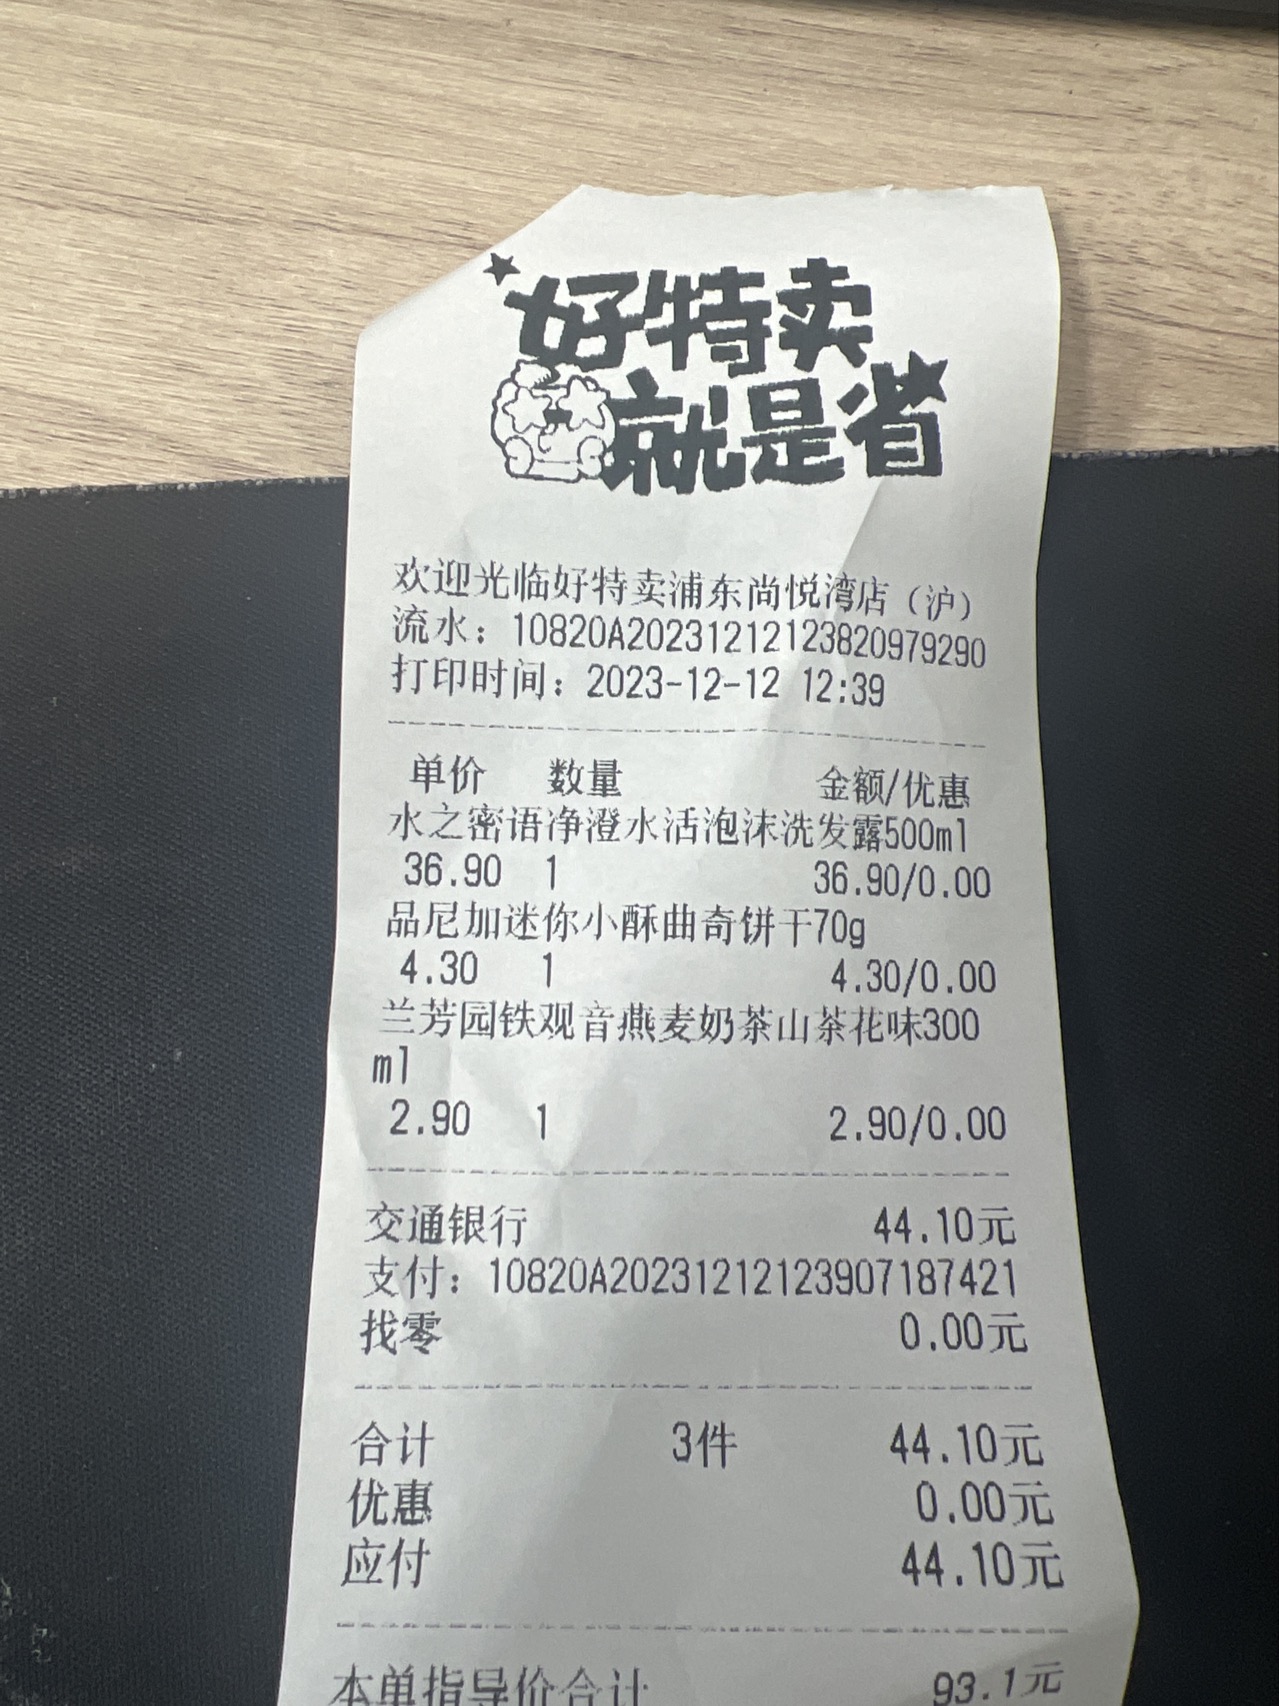 好特卖
就是省
欢迎光临好特卖浦东尚悦湾店（沪）
流水：10820A20231212123820979290
打印时间：2023-12-12 12:39
单价 数量 金额/优惠
水之密语净澄水活泡沫洗发露500ml
36.90 1 36.90/0.00
品尼加迷你小酥曲奇饼干70g
4.30 1 4.30/0.00
兰芳园铁观音燕麦奶茶山茶花味300
ml
2.90 1 2.90/0.00
交通银行 44.10元
支付：10820A20231212123907187421
找零 0.00元
合计 3件 44.10元
优惠 0.00元
应付 44.10元
本单指导价合计 93.1元